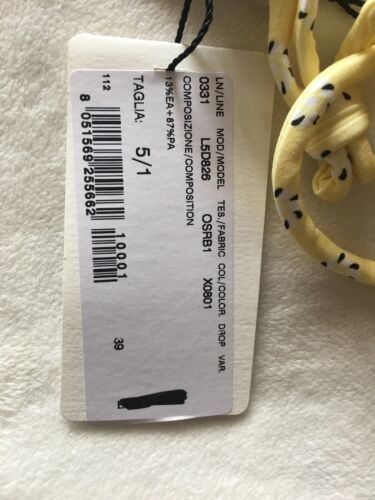 LN/LINE MOD/MODEL TES./FABRIC COL/COLOR. DROP VAR.
0331 L5D826 OSRB1 X0801
COMPOSIZIONE/COMPOSITION
13%EA+87%PA
TAGLIA: 5/1
10001 39
112
8 051569 255662